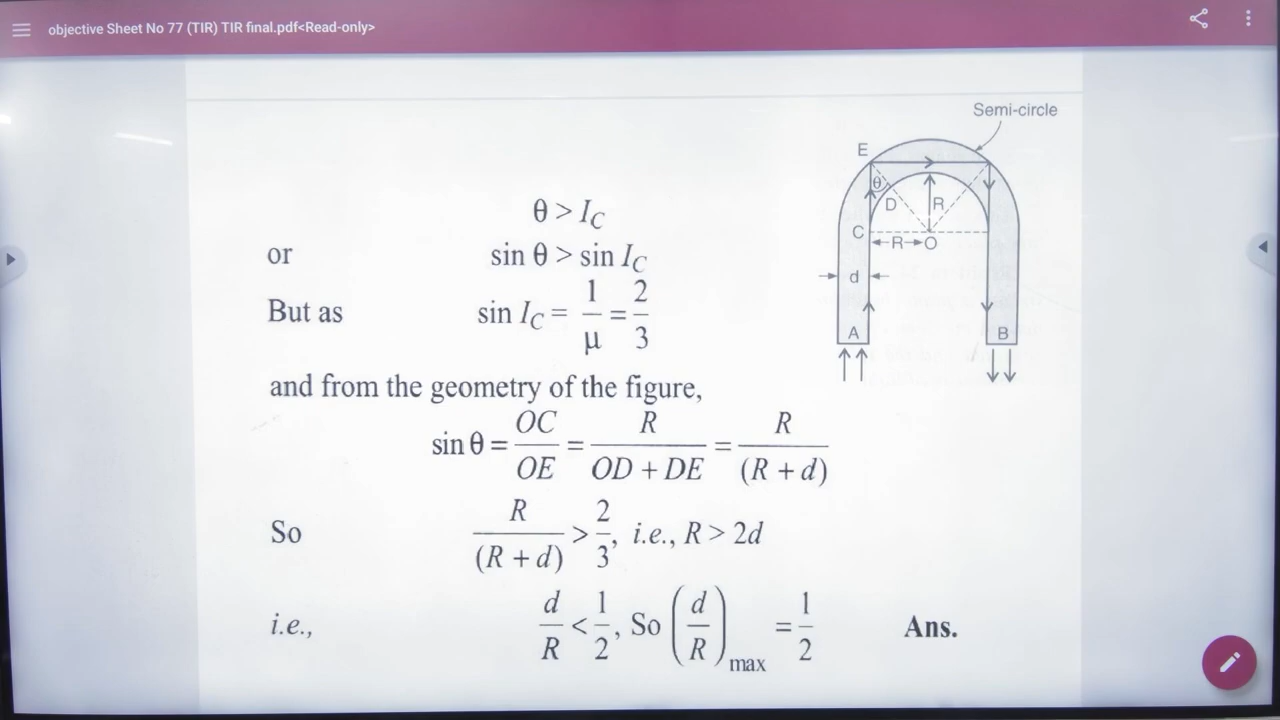 objective Sheet No 77 (TIR) TIR final.pdf<Read-only>
Semi-circle
E
θ
D
R
C
R
O
d
A
B
θ > I_C
or sin θ > sin I_C
But as sin I_C = 1/μ = 2/3
and from the geometry of the figure,
sin θ = OC/OE = R/(OD + DE) = R/(R + d)
So R/(R + d) > 2/3, i.e., R > 2d
i.e., d/R < 1/2, So (d/R)max = 1/2 Ans.